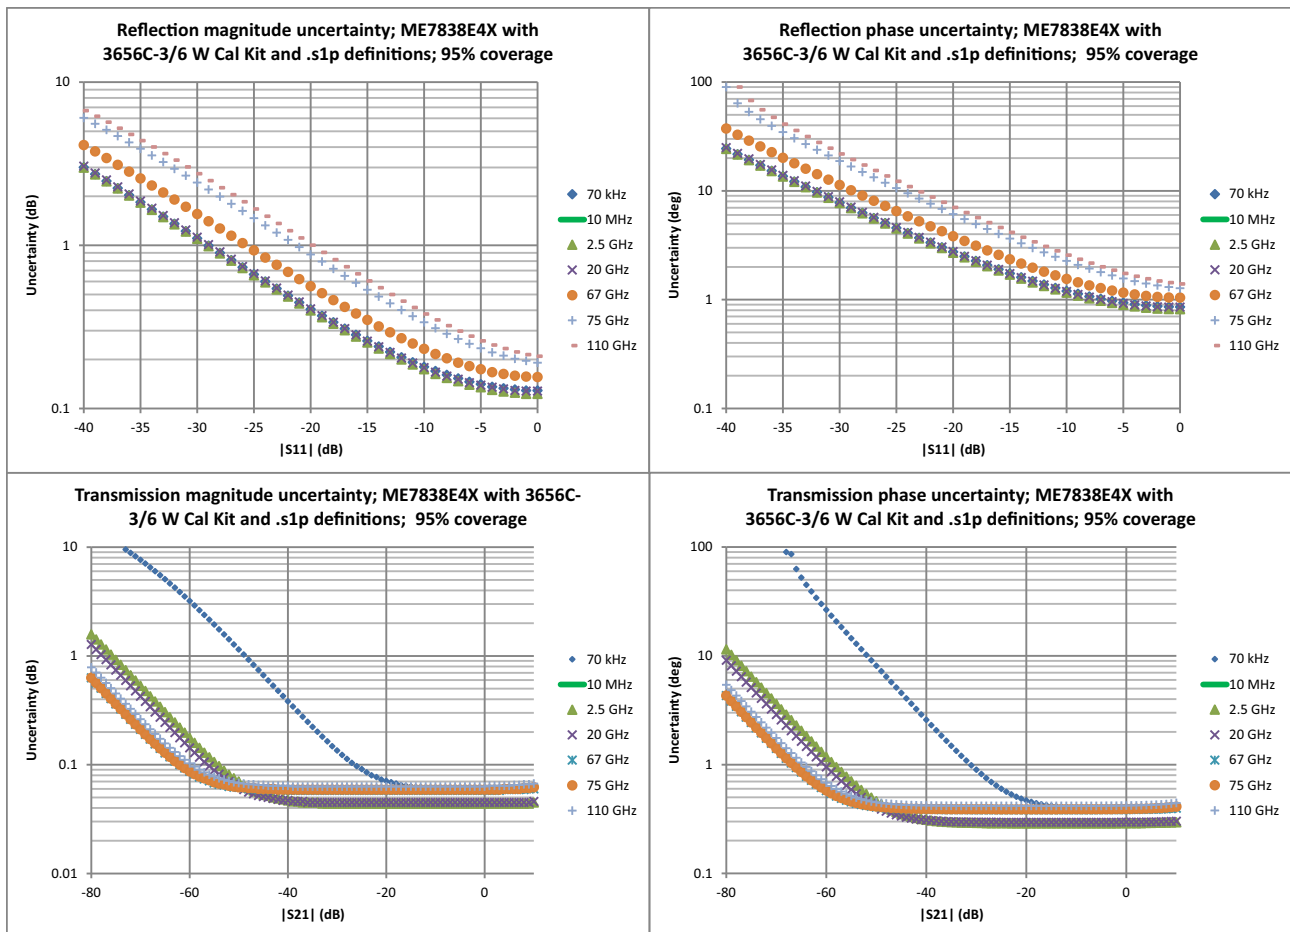 Reflection magnitude uncertainty; ME7838E4X with
3656C-3/6 W Cal Kit and .s1p definitions; 95% coverage
Uncertainty (dB)
10
1
0.1
-40 -35 -30 -25 -20 -15 -10 -5 0
|S11| (dB)
70 kHz
10 MHz
2.5 GHz
20 GHz
67 GHz
75 GHz
110 GHz
Reflection phase uncertainty; ME7838E4X with
3656C-3/6 W Cal Kit and .s1p definitions; 95% coverage
Uncertainty (deg)
100
10
1
0.1
-40 -35 -30 -25 -20 -15 -10 -5 0
|S11| (dB)
70 kHz
10 MHz
2.5 GHz
20 GHz
67 GHz
75 GHz
110 GHz
Transmission magnitude uncertainty; ME7838E4X with 3656C-
3/6 W Cal Kit and .s1p definitions; 95% coverage
Uncertainty (dB)
10
1
0.1
0.01
-80 -60 -40 -20 0
|S21| (dB)
70 kHz
10 MHz
2.5 GHz
20 GHz
67 GHz
75 GHz
110 GHz
Transmission phase uncertainty; ME7838E4X with
3656C-3/6 W Cal Kit and .s1p definitions; 95% coverage
Uncertainty (deg)
100
10
1
0.1
-80 -60 -40 -20 0
|S21| (dB)
70 kHz
10 MHz
2.5 GHz
20 GHz
67 GHz
75 GHz
110 GHz